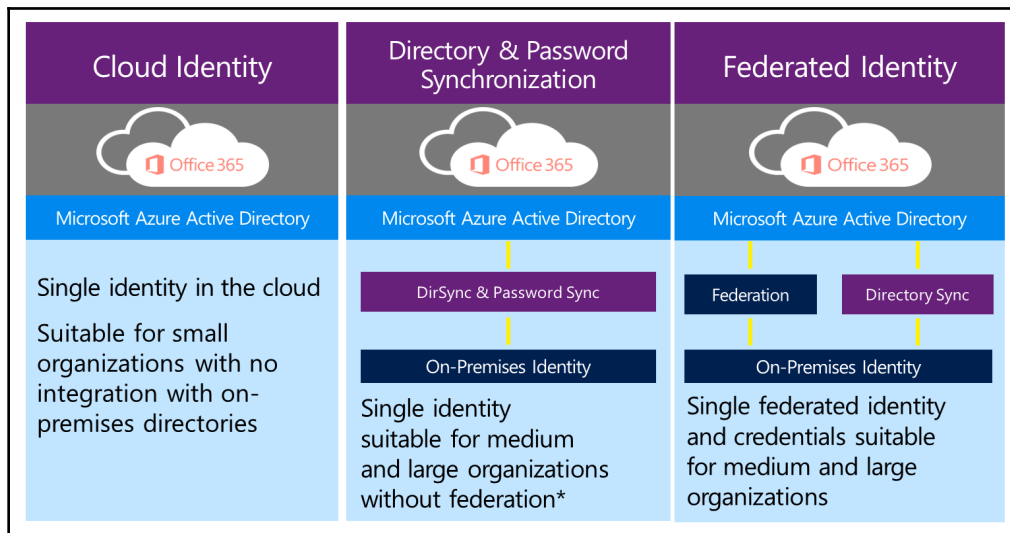 Cloud Identity
Office 365
Microsoft Azure Active Directory
Single identity in the cloud
Suitable for small
organizations with no
integration with on-
premises directories
Directory & Password
Synchronization
Office 365
Microsoft Azure Active Directory
DirSync & Password Sync
On-Premises Identity
Single identity
suitable for medium
and large organizations
without federation*
Federated Identity
Office 365
Microsoft Azure Active Directory
Federation
Directory Sync
On-Premises Identity
Single federated identity
and credentials suitable
for medium and large
organizations